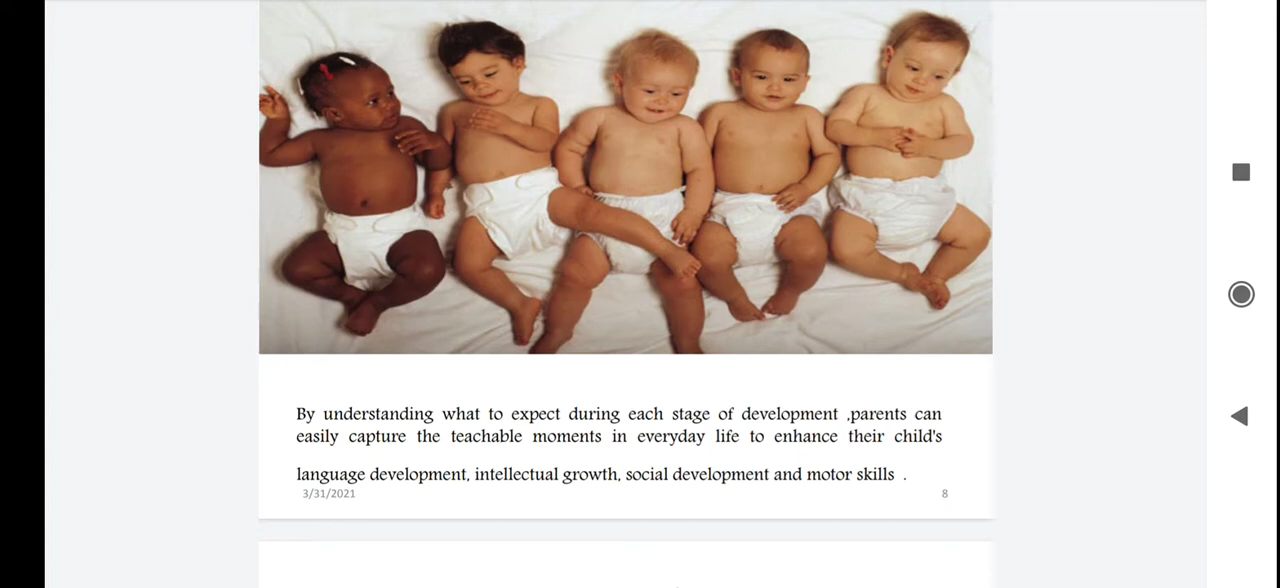 By understanding what to expect during each stage of development ,parents can
easily capture the teachable moments in everyday life to enhance their child's
language development, intellectual growth, social development and motor skills .
3/31/2021 8